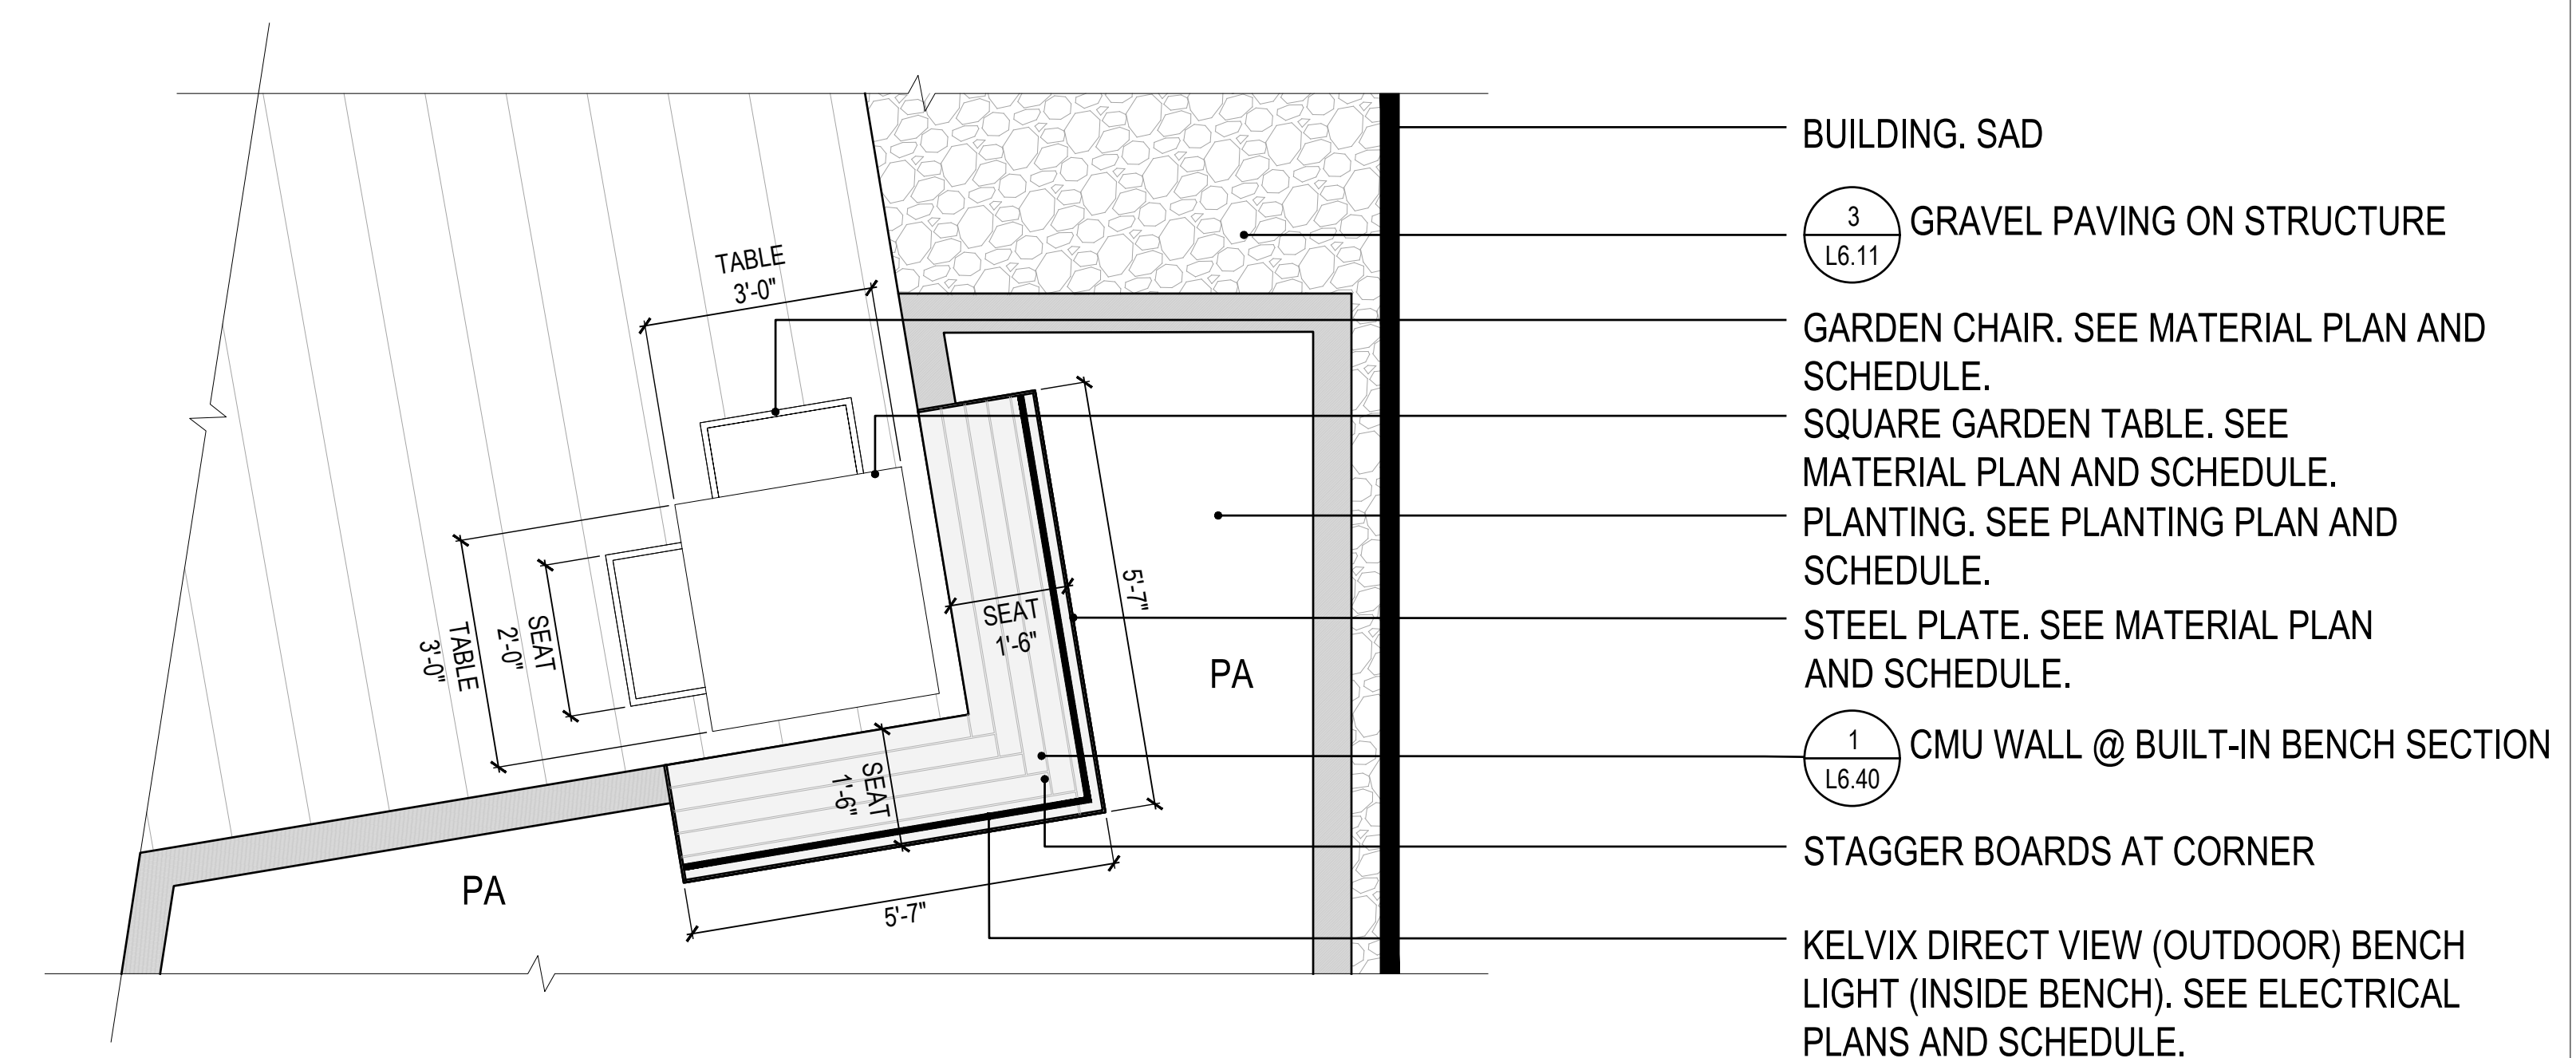 BUILDING. SAD
3
L6.11
GRAVEL PAVING ON STRUCTURE
GARDEN CHAIR. SEE MATERIAL PLAN AND
SCHEDULE.
SQUARE GARDEN TABLE. SEE
MATERIAL PLAN AND SCHEDULE.
PLANTING. SEE PLANTING PLAN AND
SCHEDULE.
STEEL PLATE. SEE MATERIAL PLAN
AND SCHEDULE.
1
L6.40
CMU WALL @ BUILT-IN BENCH SECTION
STAGGER BOARDS AT CORNER
KELVIX DIRECT VIEW (OUTDOOR) BENCH
LIGHT (INSIDE BENCH). SEE ELECTRICAL
PLANS AND SCHEDULE.
TABLE
3'-0"
TABLE
3'-0"
SEAT
2'-0"
SEAT
1'-6"
5'-7"
SEAT
1'-6"
5'-7"
PA
PA